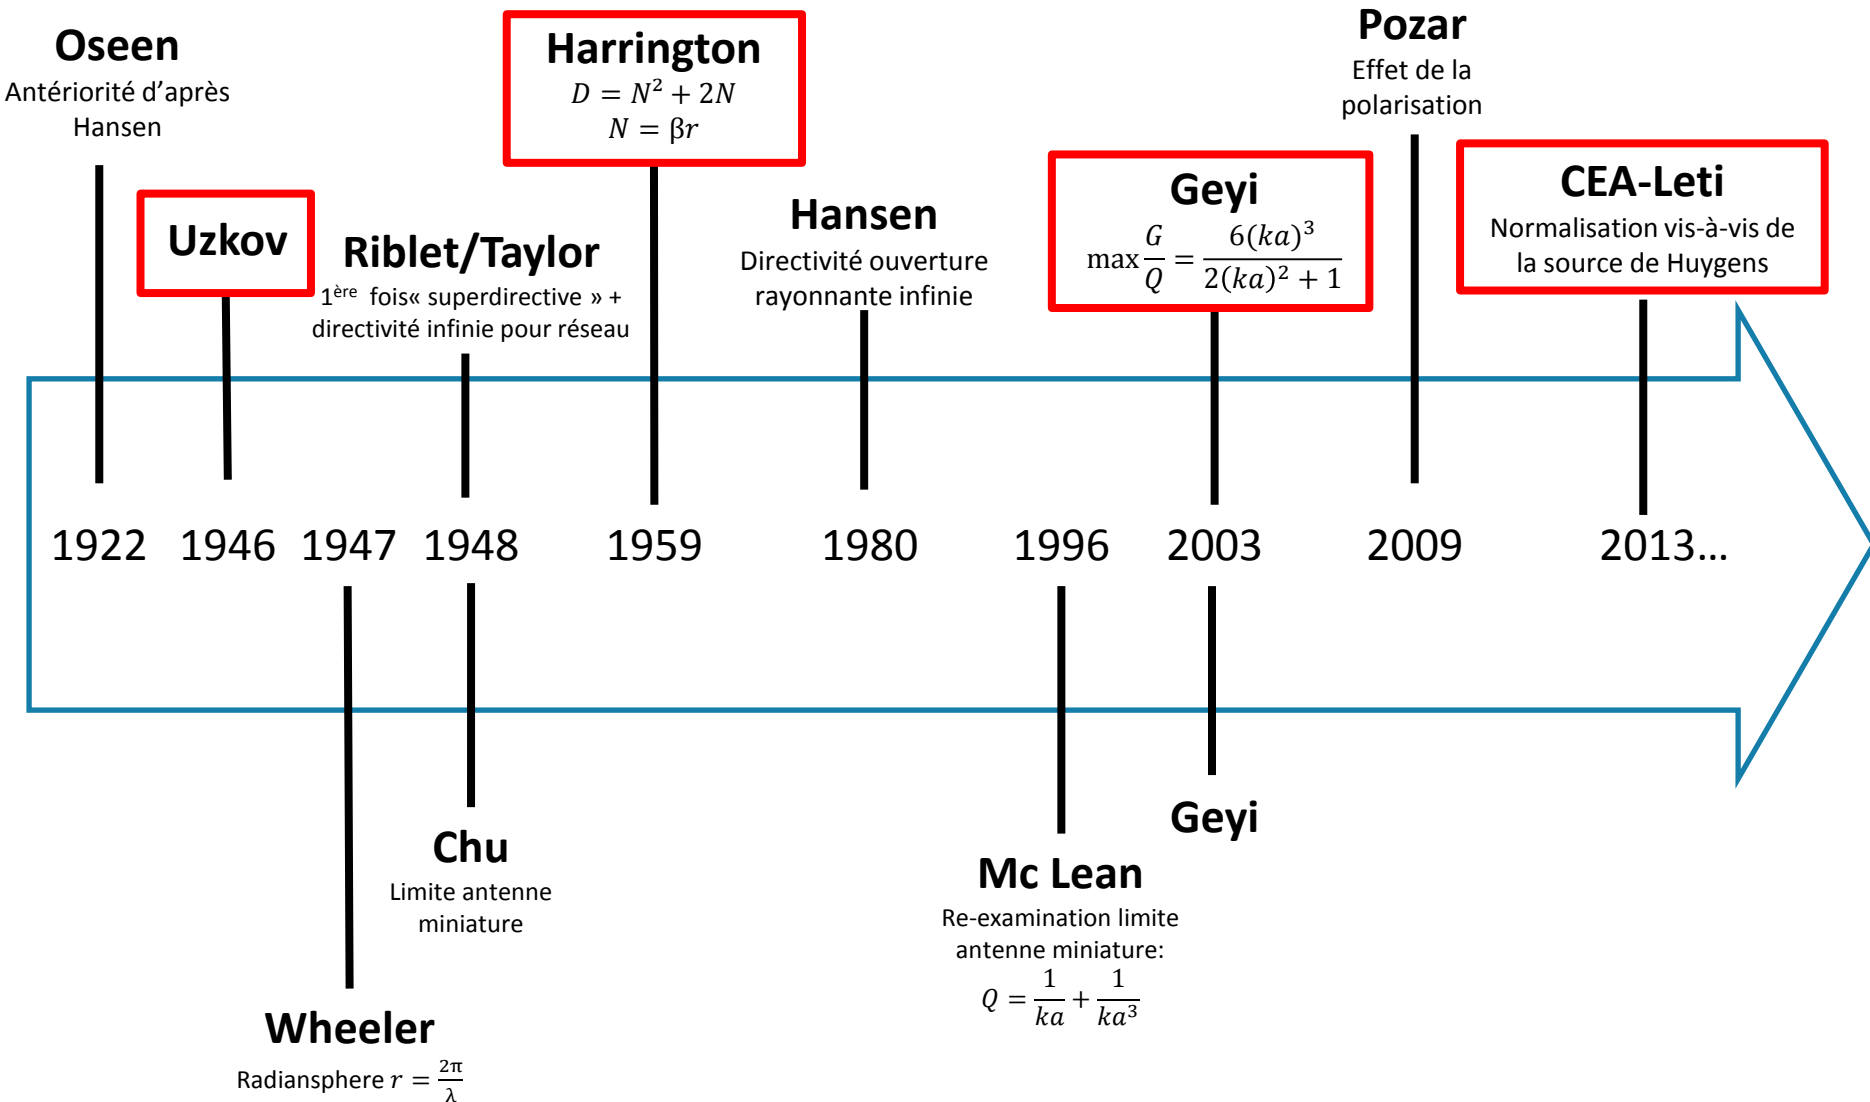 Oseen
Antériorité d'après
Hansen
Uzkov
Riblet/Taylor
1ère fois« superdirective » +
directivité infinie pour réseau
Harrington
D = N² + 2N
N = βr
Hansen
Directivité ouverture
rayonnante infinie
Geyi
max G/Q = 6(ka)³/2(ka)² + 1
Pozar
Effet de la
polarisation
CEA-Leti
Normalisation vis-à-vis de
la source de Huygens
1922 1946 1947 1948 1959 1980 1996 2003 2009 2013...
Wheeler
Radiansphere r = 2π/λ
Chu
Limite antenne
miniature
Mc Lean
Re-examination limite
antenne miniature:
Q = 1/ka + 1/ka³
Geyi